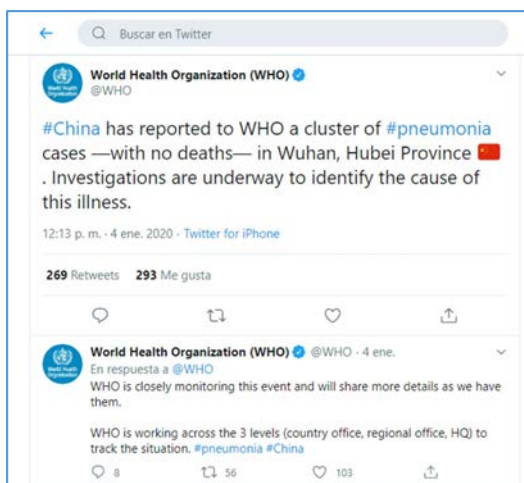 Buscar en Twitter
World Health Organization (WHO)
@WHO
#China has reported to WHO a cluster of #pneumonia
cases —with no deaths— in Wuhan, Hubei Province 🇨🇳
. Investigations are underway to identify the cause of
this illness.
12:13 p. m. · 4 ene. 2020 · Twitter for iPhone
269 Retweets 293 Me gusta
World Health Organization (WHO) @WHO · 4 ene.
En respuesta a @WHO
WHO is closely monitoring this event and will share more details as we have
them.
WHO is working across the 3 levels (country office, regional office, HQ) to
track the situation. #pneumonia #China
8 56 103